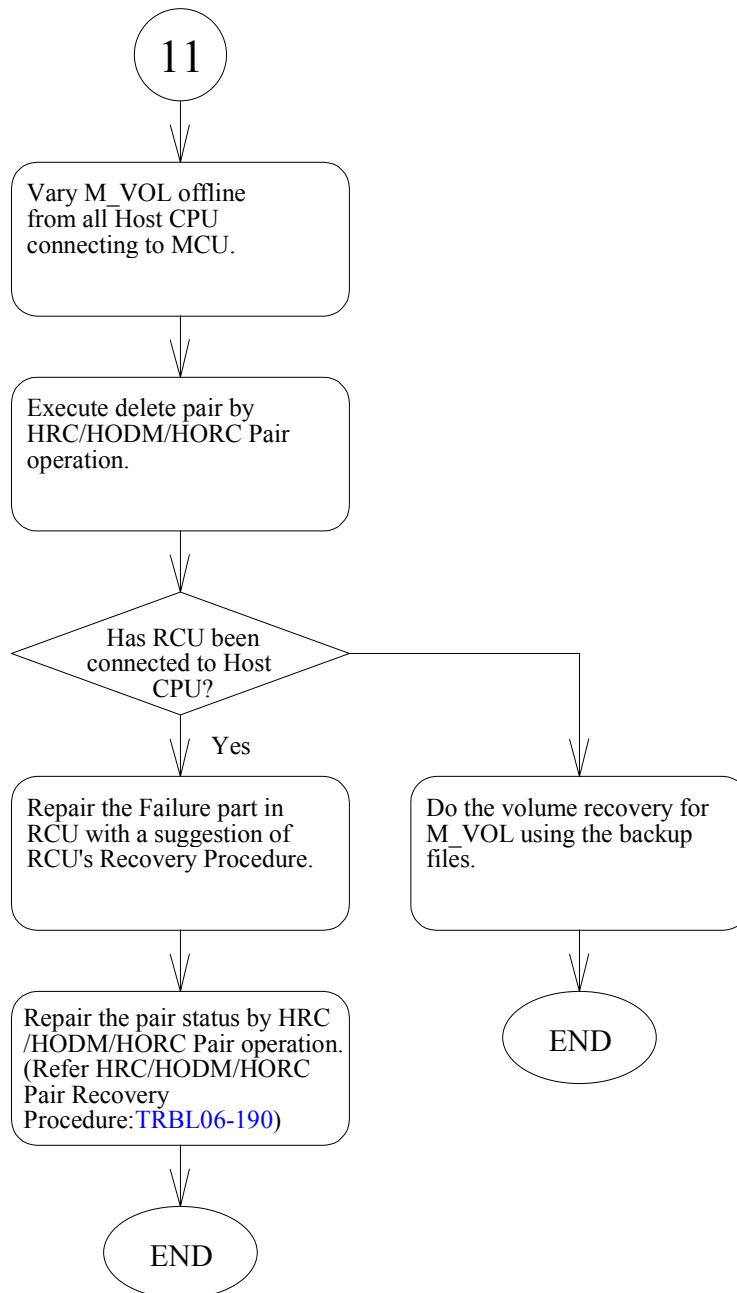 11
Vary M_VOL offline
from all Host CPU
connecting to MCU.
Execute delete pair by
HRC/HODM/HORC Pair
operation.
Has RCU been
connected to Host
CPU?
Yes
Repair the Failure part in
RCU with a suggestion of
RCU's Recovery Procedure.
Do the volume recovery for
M_VOL using the backup
files.
Repair the pair status by HRC
/HODM/HORC Pair operation.
(Refer HRC/HODM/HORC
Pair Recovery
Procedure:TRBL06-190)
END
END